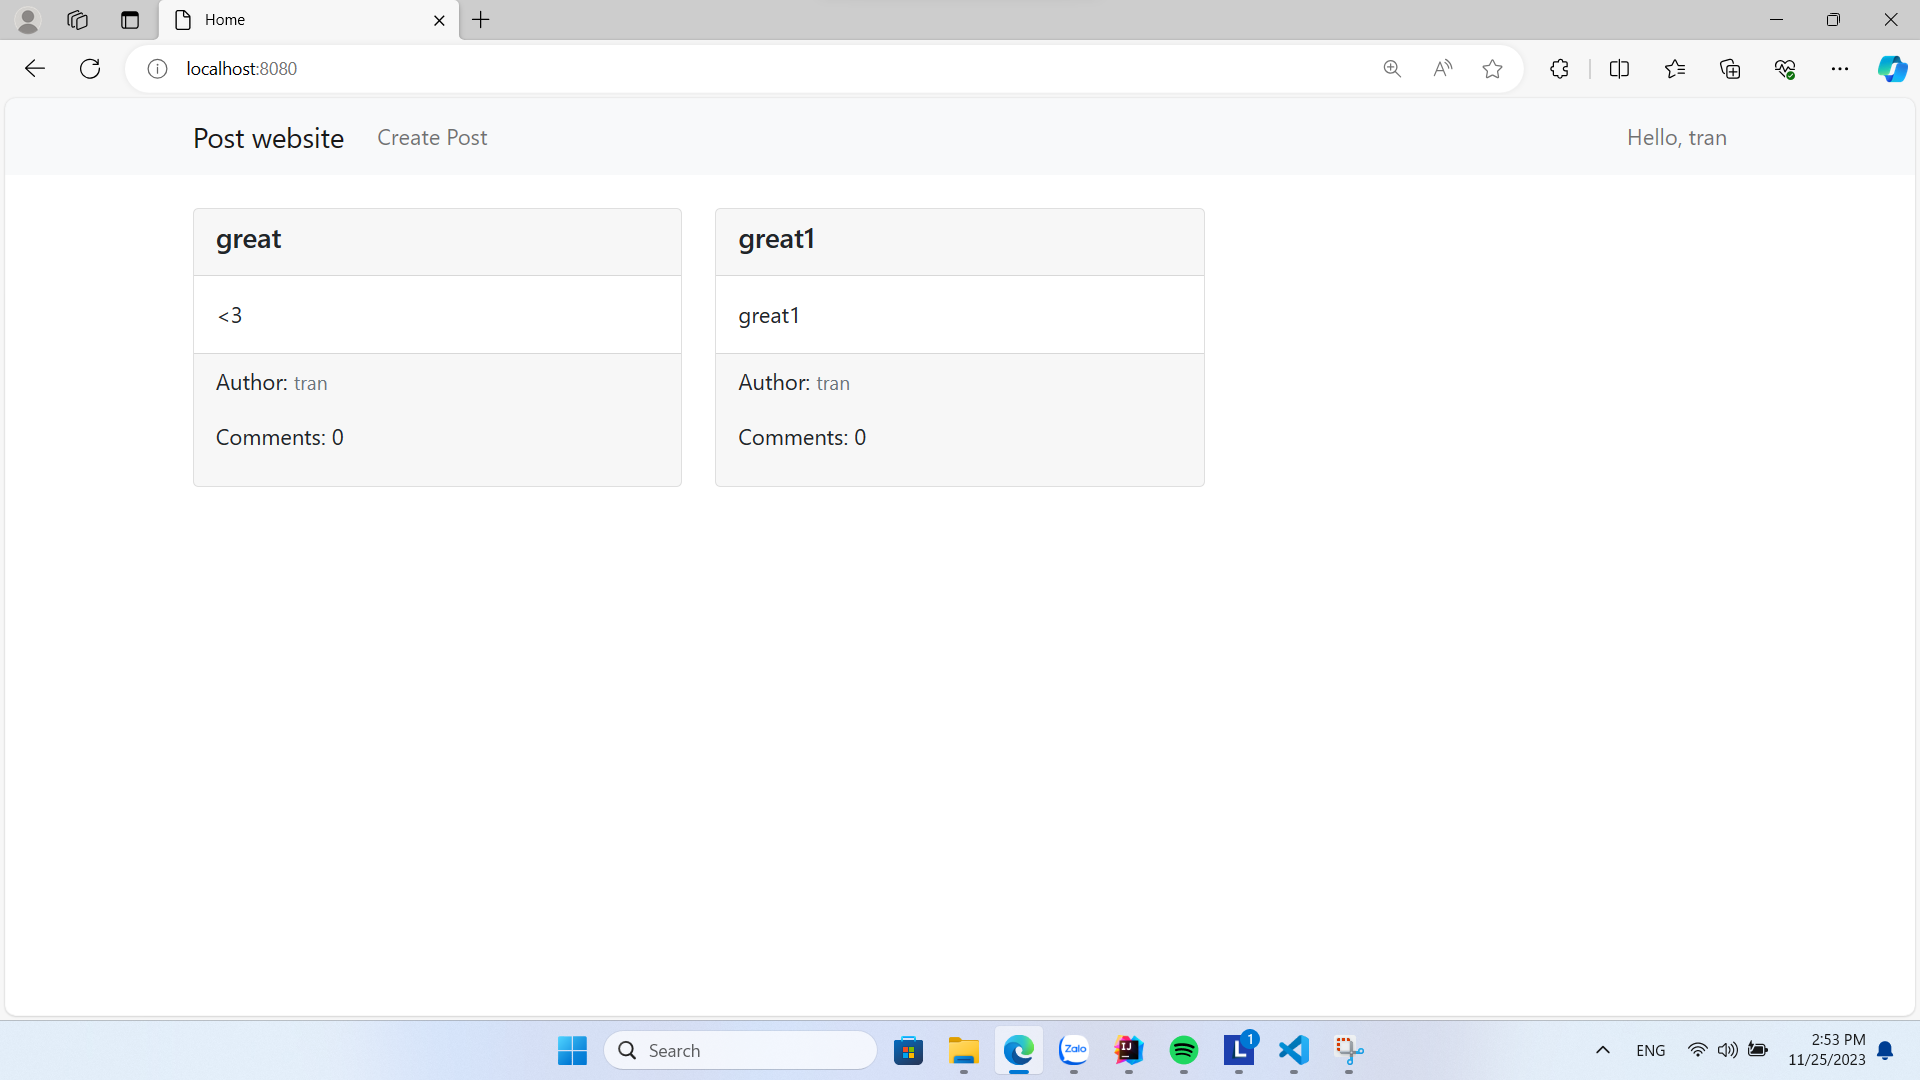 Home
localhost:8080
Post website Create Post Hello, tran
great
<3
Author: tran
Comments: 0
great1
great1
Author: tran
Comments: 0
Search
Zalo
IJ
L
1
ENG
2:53 PM
11/25/2023